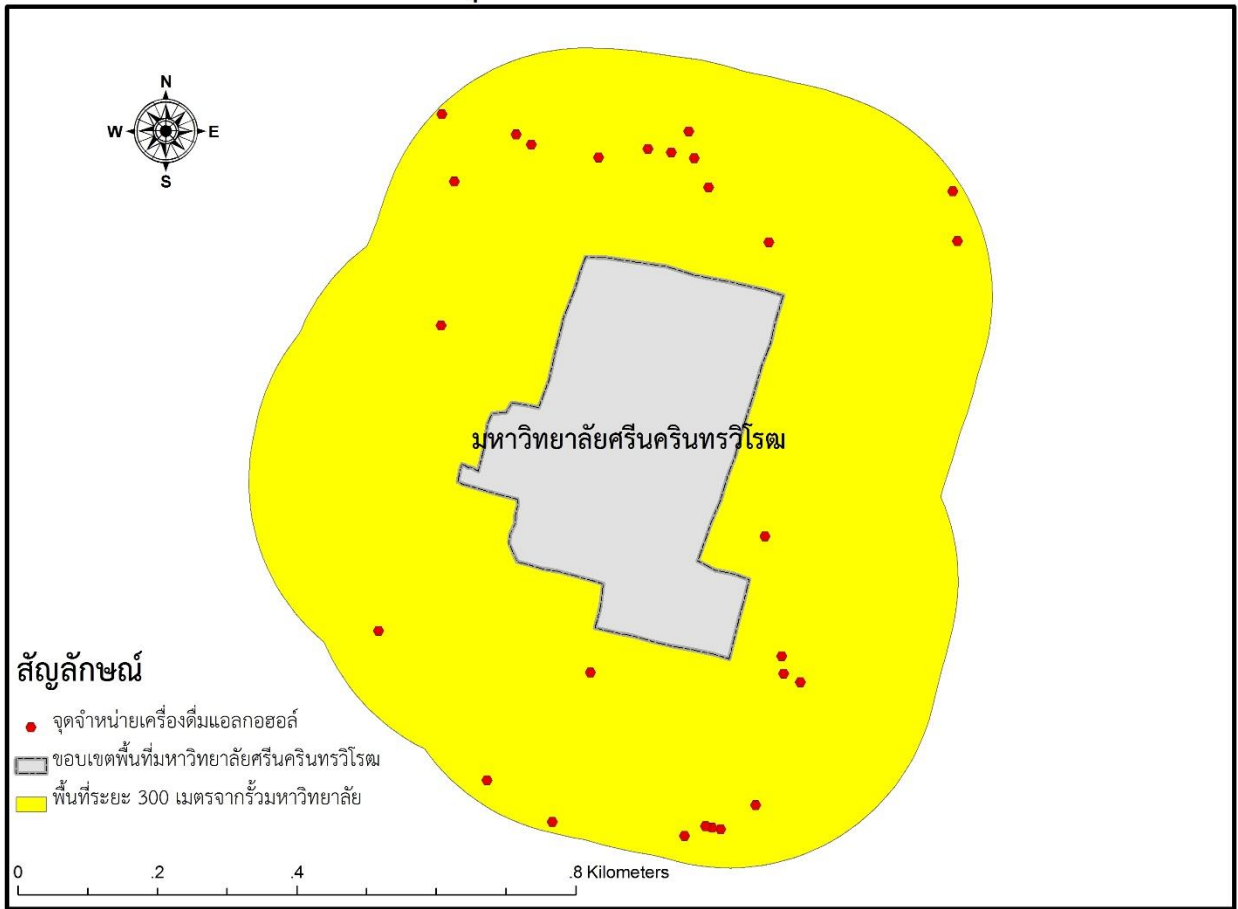 N
W E
S
มหาวิทยาลัยศรีนครินทรวิโรฒ
สัญลักษณ์
จุดจำหน่ายเครื่องดื่มแอลกอฮอล์
ขอบเขตพื้นที่มหาวิทยาลัยศรีนครินทรวิโรฒ
พื้นที่ระยะ 300 เมตรจากรั้วมหาวิทยาลัย
0 .2 .4 .8 Kilometers